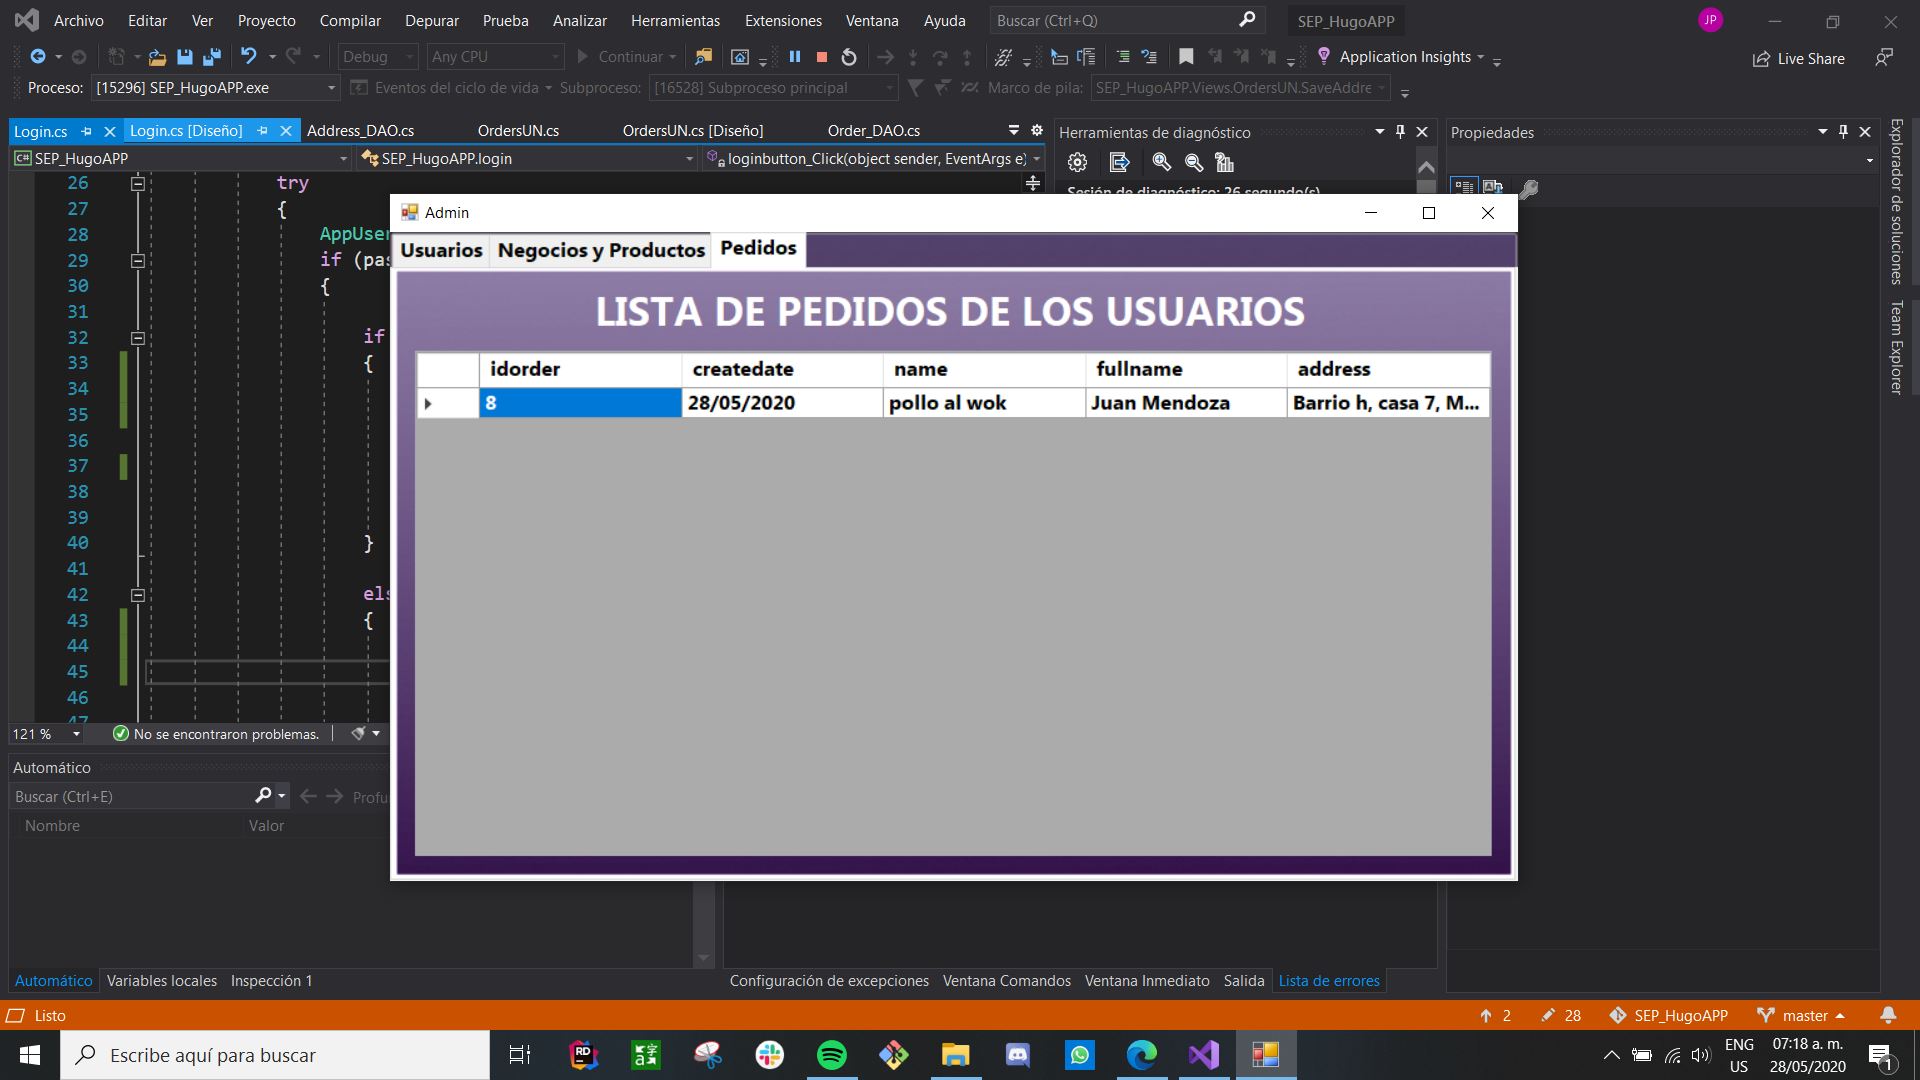 Archivo Editar Ver Proyecto Compilar Depurar Prueba Analizar Herramientas Extensiones Ventana Ayuda Buscar (Ctrl+Q) SEP_HugoAPP JP
Debug Any CPU Continuar Application Insights Live Share
Proceso: [15296] SEP_HugoAPP.exe Eventos del ciclo de vida Subproceso: [16528] Subproceso principal Marco de pila: SEP_HugoAPP.Views.OrdersUN.SaveAddre
Login.cs Login.cs [Diseño] Address_DAO.cs OrdersUN.cs OrdersUN.cs [Diseño] Order_DAO.cs
SEP_HugoAPP SEP_HugoAPP.login loginbutton_Click(object sender, EventArgs e)
Herramientas de diagnóstico
Sesión de diagnóstico: 26 segundo(s)
Propiedades
Explorador de soluciones
Team Explorer
26 try
27 {
28 AppUser
29 if (pas
30 {
31
32 if
33 {
34
35
36
37
38
39
40 }
41
42 els
43 {
44
45
46
47
Admin
Usuarios Negocios y Productos Pedidos
LISTA DE PEDIDOS DE LOS USUARIOS
idorder createdate name fullname address
8 28/05/2020 pollo al wok Juan Mendoza Barrio h, casa 7, M...
121 % No se encontraron problemas.
Automático
Buscar (Ctrl+E) Profu
Nombre Valor
Automático Variables locales Inspección 1
Configuración de excepciones Ventana Comandos Ventana Inmediato Salida Lista de errores
Listo 2 28 SEP_HugoAPP master
Escribe aquí para buscar
ENG
US
07:18 a. m.
28/05/2020
1